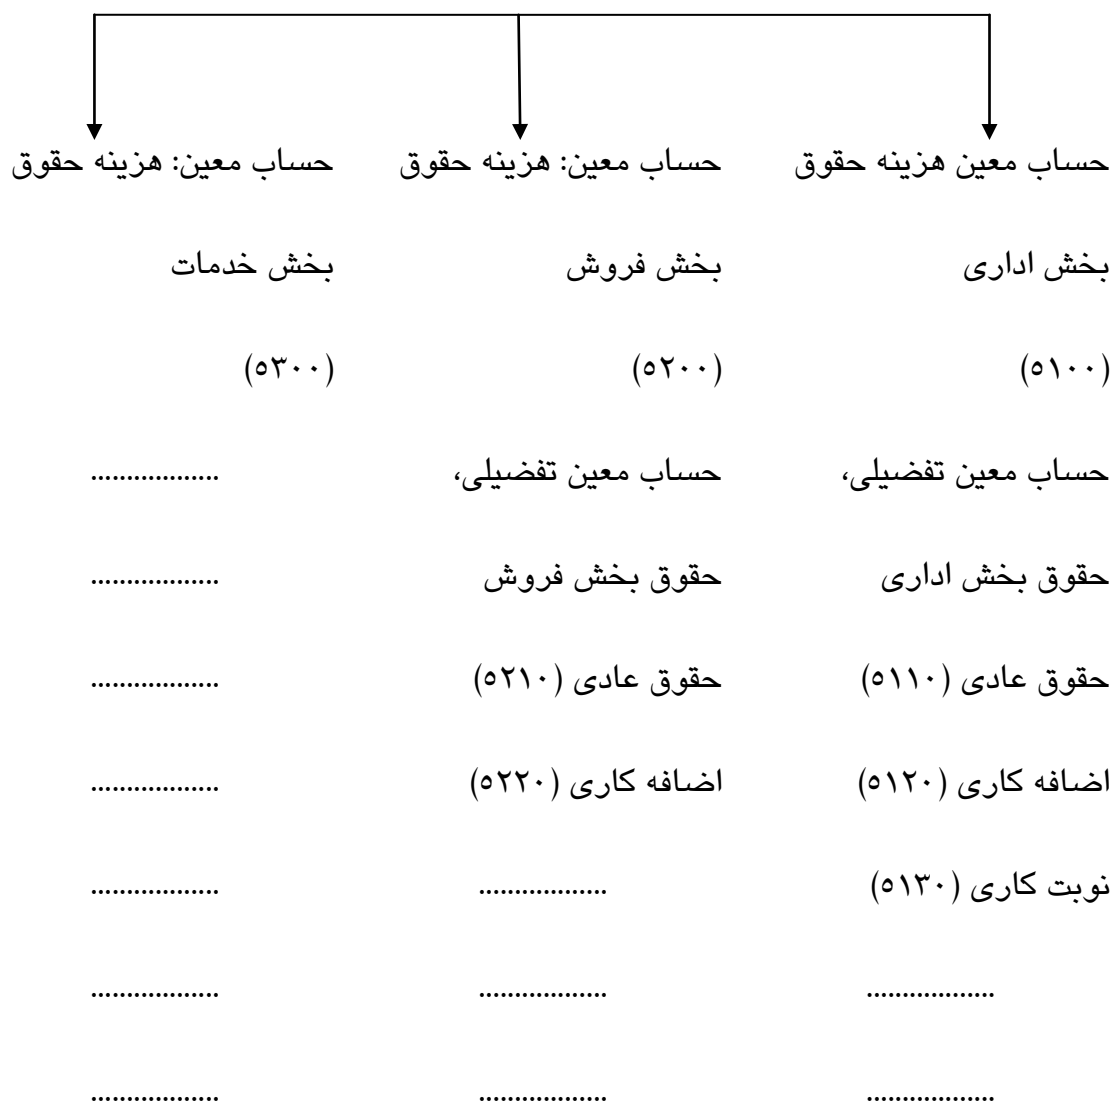 حساب معین هزینه حقوق	حساب معین: هزینه حقوق	حساب معین: هزینه حقوق
بخش اداری	بخش فروش	بخش خدمات
(۵۱۰۰)	(۵۲۰۰)	(۵۳۰۰)
حساب معین تفضیلی،	حساب معین تفضیلی،	..................
حقوق بخش اداری	حقوق بخش فروش	..................
حقوق عادی (۵۱۱۰)	حقوق عادی (۵۲۱۰)	..................
اضافه کاری (۵۱۲۰)	اضافه کاری (۵۲۲۰)	..................
نوبت کاری (۵۱۳۰)	..................	..................
..................	..................	..................
..................	..................	..................